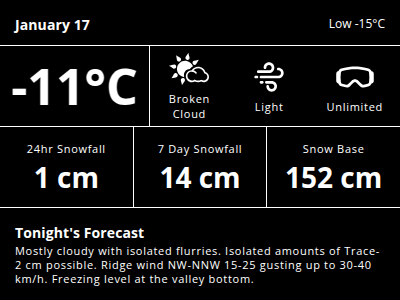 January 17
Low -15°C
-11°C
Broken
Cloud
Light
Unlimited
24hr Snowfall
7 Day Snowfall
Snow Base
1 cm
14 cm
152 cm
Tonight's Forecast
Mostly cloudy with isolated flurries. Isolated amounts of Trace-
2 cm possible. Ridge wind NW-NNW 15-25 gusting up to 30-40
km/h. Freezing level at the valley bottom.